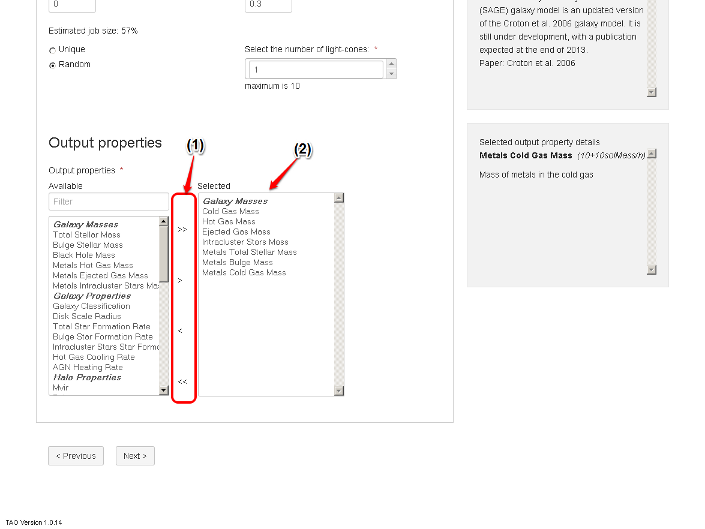 0
0.3
Estimated job size: 57%
Unique
Random
Select the number of light-cones: *
1
maximum is 10
(SAGE) galaxy model is an updated version
of the Croton et al. 2006 galaxy model. It is
still under development, with a publication
expected at the end of 2013.
Paper: Croton et al. 2006
Output properties
(1)
(2)
Output properties *
Available
Selected
Filter
Galaxy Masses
Total Stellar Mass
Bulge Stellar Mass
Black Hole Mass
Metals Hot Gas Mass
Metals Ejected Gas Mass
Metals Intracluster Stars Mas
Galaxy Properties
Galaxy Classification
Disk Scale Radius
Total Star Formation Rate
Bulge Star Formation Rate
Intracluster Stars Star Forma
Hot Gas Cooling Rate
AGN Heating Rate
Halo Properties
Mvir
>>
>
<
<<
Galaxy Masses
Cold Gas Mass
Hot Gas Mass
Ejected Gas Mass
Intracluster Stars Mass
Metals Total Stellar Mass
Metals Bulge Mass
Metals Cold Gas Mass
Selected output property details
Metals Cold Gas Mass (10+10solMass/h)
Mass of metals in the cold gas
< Previous
Next >
TAO Version 1.0.14